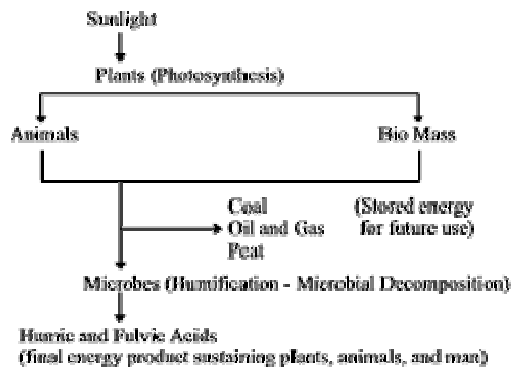 Sunlight
Plants (Photosynthesis)
Animals
Bio Mass
Coal
Oil and Gas
Peat
(Stored energy
for future use)
Microbes (Humification - Microbial Decomposition)
Humic and Fulvic Acids
(final energy product sustaining plants, animals, and man)